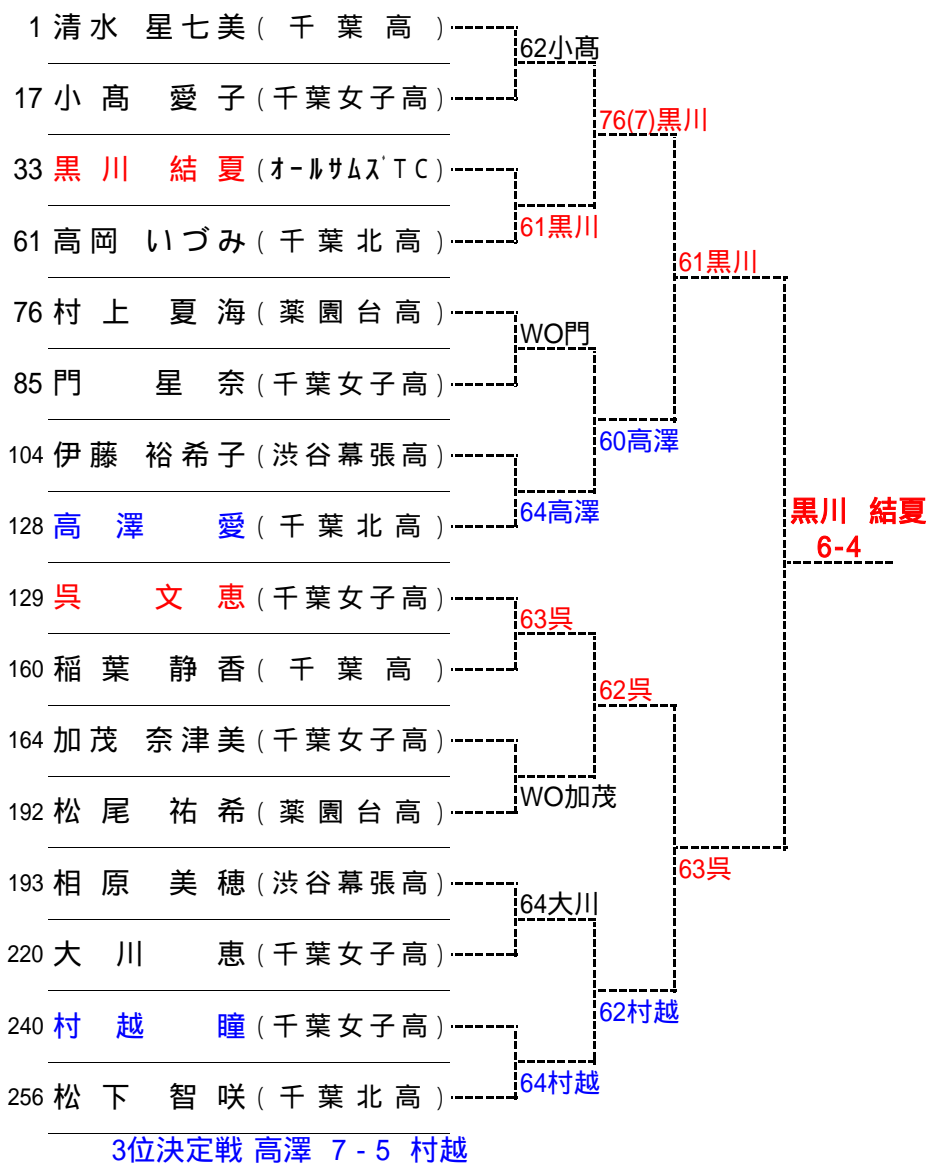 1 清水 星七美 ( 千 葉 高 )
62小髙
17 小髙 愛子 (千葉女子高)
76(7)黒川
33 黒川 結夏 (ｵｰﾙｻﾑｽﾞTC)
61黒川
61 高岡 いづみ ( 千葉北高 )
61黒川
76 村上 夏海 ( 薬園台高 )
WO門
85 門 星奈 (千葉女子高)
60高澤
104 伊藤 裕希子 (渋谷幕張高)
64高澤
128 高澤 愛 ( 千葉北高 )
黒川 結夏
6-4
129 呉 文恵 (千葉女子高)
63呉
160 稲葉 静香 ( 千 葉 高 )
62呉
164 加茂 奈津美 (千葉女子高)
WO加茂
192 松尾 祐希 ( 薬園台高 )
63呉
193 相原 美穂 (渋谷幕張高)
64大川
220 大川 恵 (千葉女子高)
62村越
240 村越 瞳 (千葉女子高)
64村越
256 松下 智咲 ( 千葉北高 )
3位決定戦 高澤 7 - 5 村越